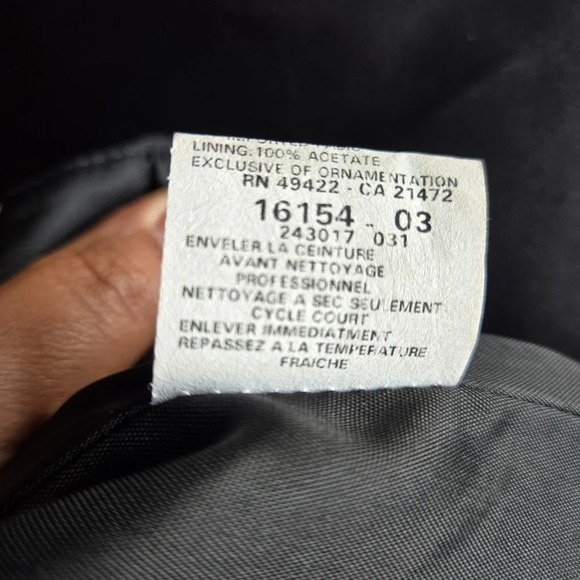 LINING: 100% ACETATE
EXCLUSIVE OF ORNAMENTATION
RN 49422 - CA 21472
16154 - 03
243017 031
ENVELER LA CEINTURE
AVANT NETTOYAGE
PROFESSIONNEL
NETTOYAGE A SEC SEULEMENT
CYCLE COURT
ENLEVER IMMEDIATMENT
REPASSEZ A LA TEMPERATURE
FRAICHE